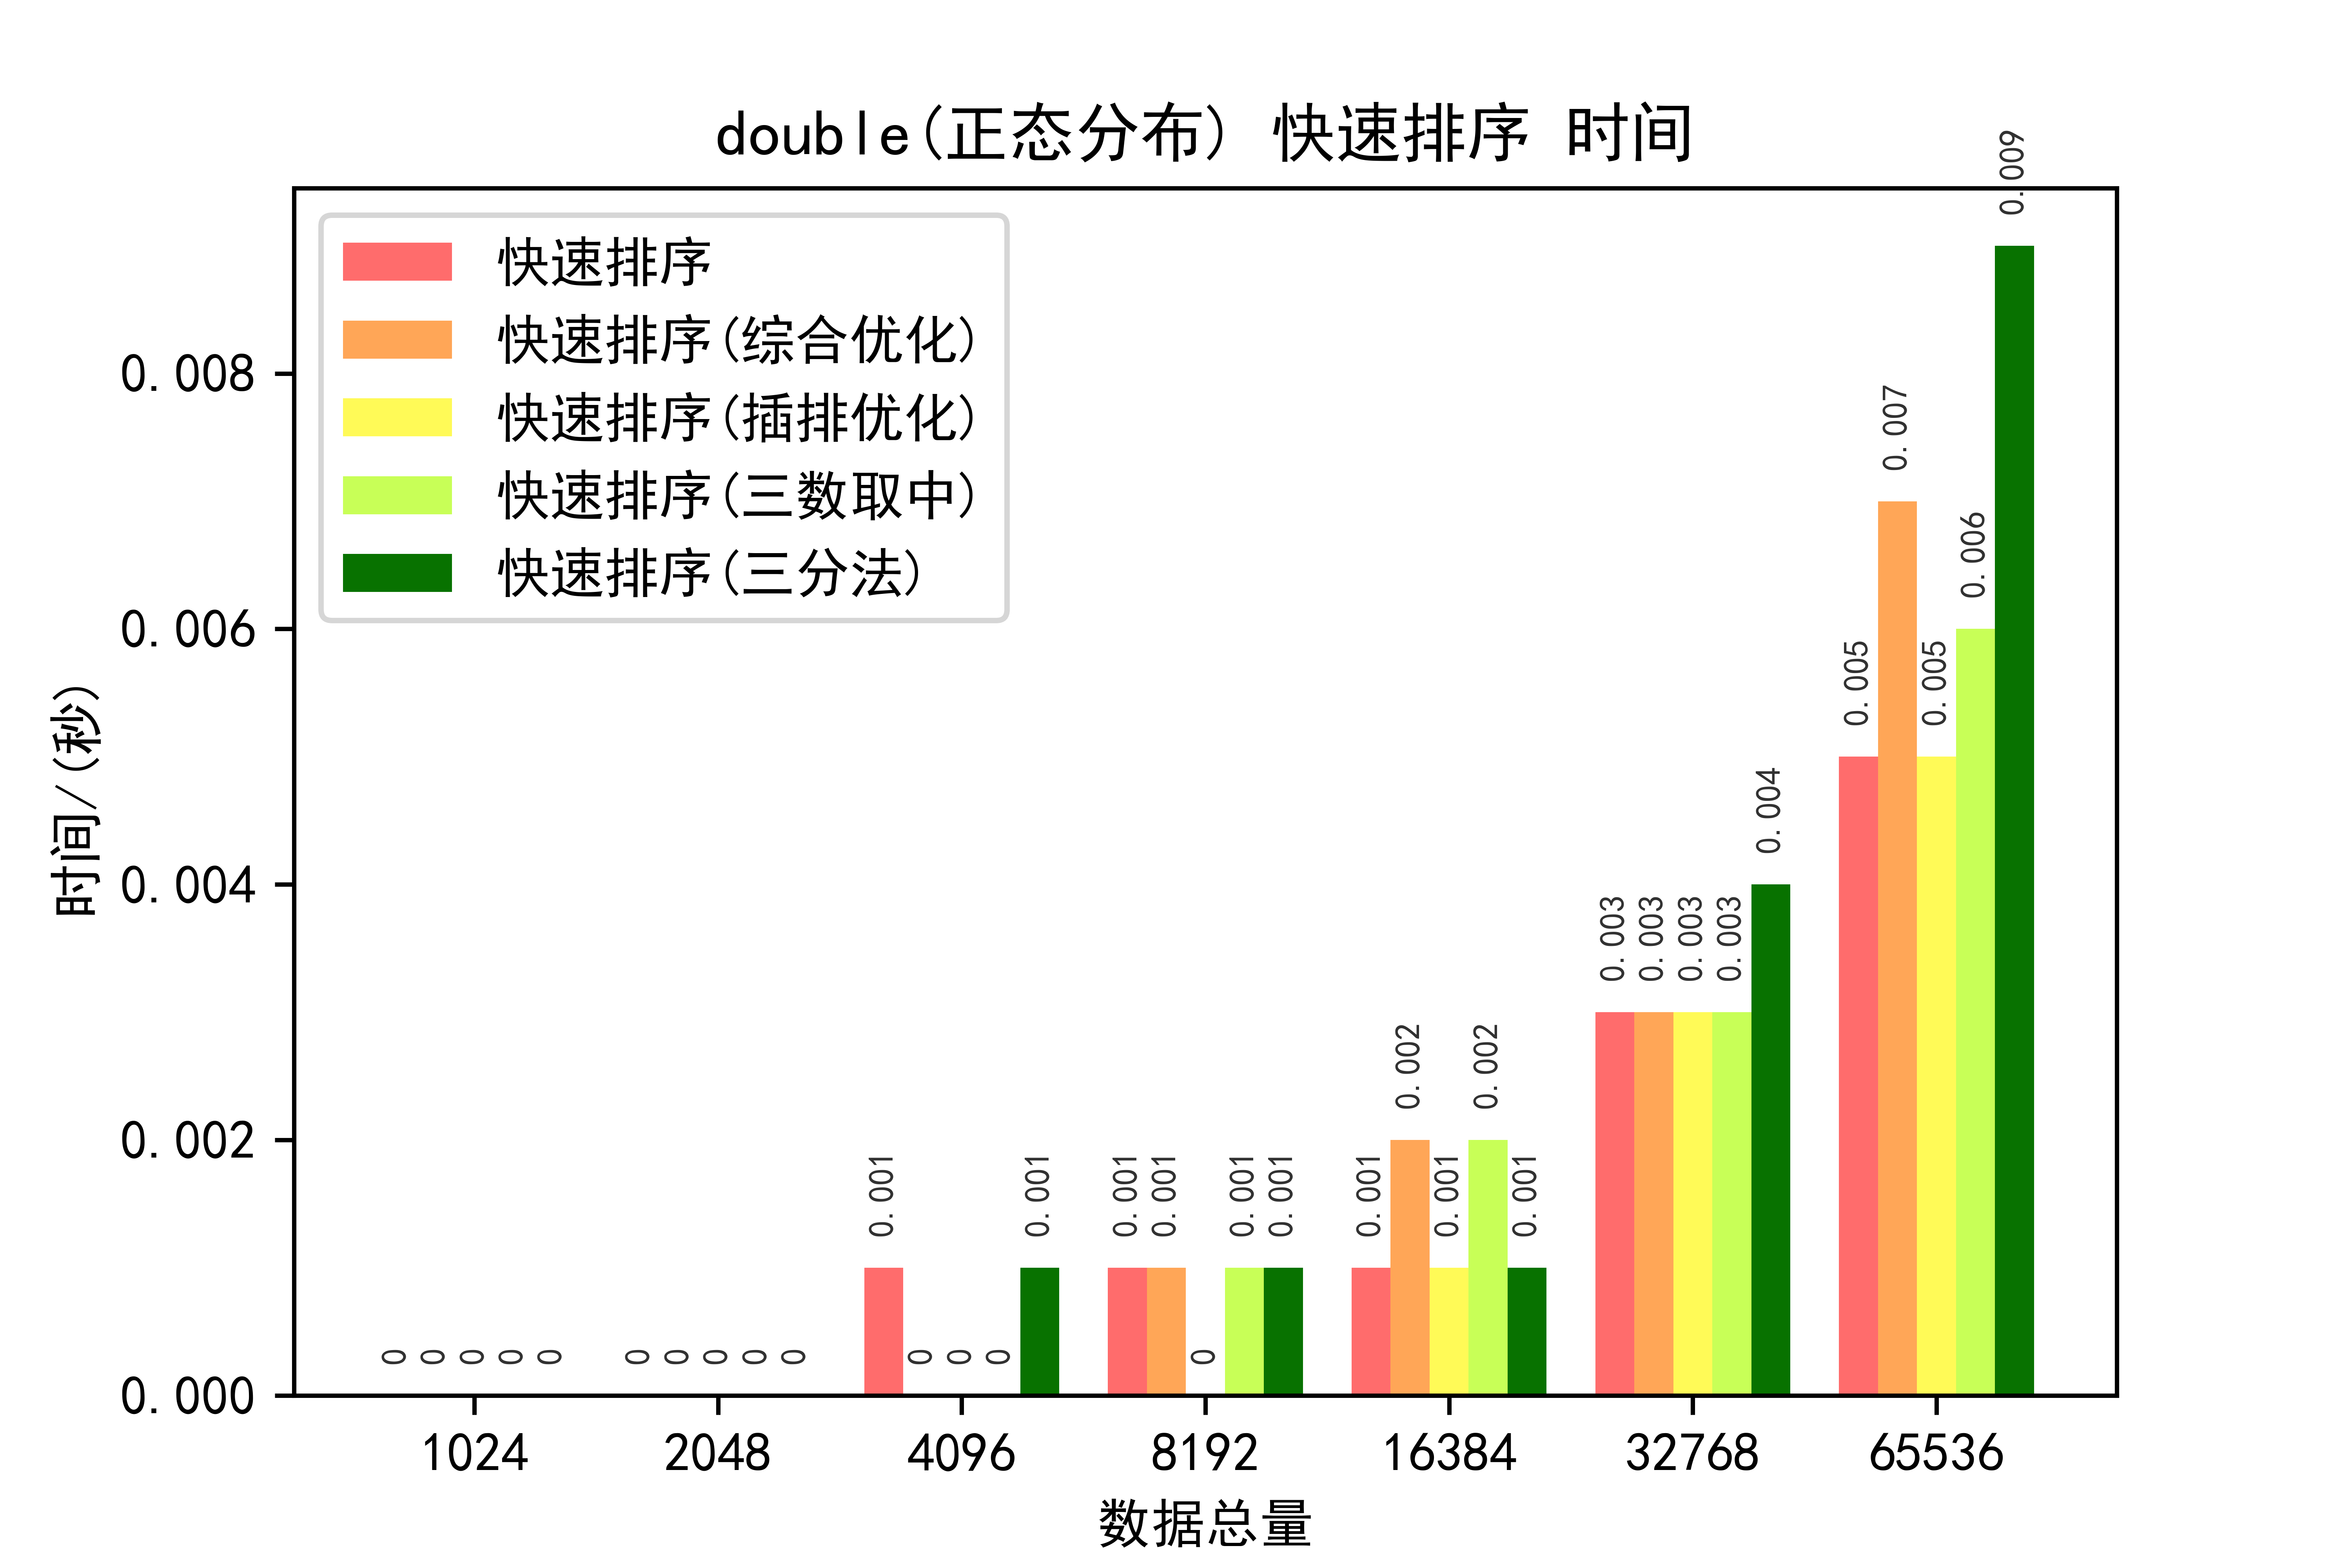 double(正态分布) 快速排序 时间
快速排序
快速排序(综合优化)
快速排序(插排优化)
快速排序(三数取中)
快速排序(三分法)
时间/(秒)
0.008
0.006
0.004
0.002
0.000
0 0 0 0 0
0 0 0 0 0
0.001 0 0 0 0.001
0.001 0.001 0 0.001 0.001
0.001 0.002 0.001 0.002 0.001
0.003 0.003 0.003 0.003 0.004
0.005 0.007 0.005 0.006 0.009
1024 2048 4096 8192 16384 32768 65536
数据总量